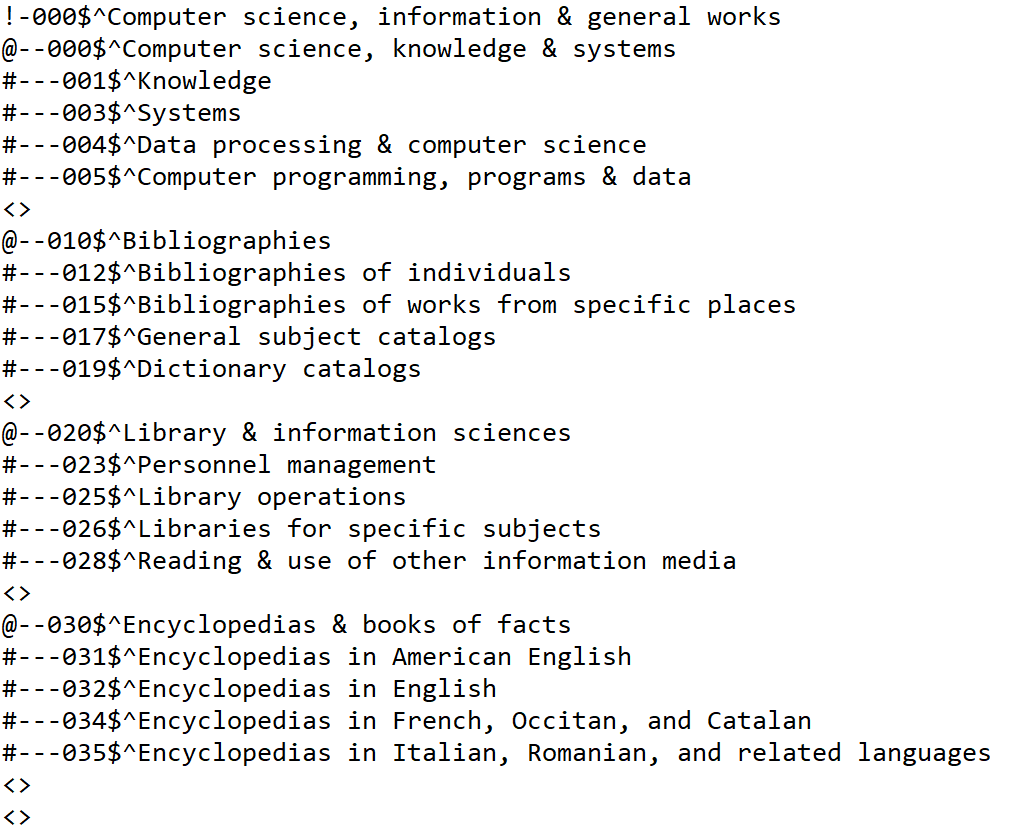 !-000$^Computer science, information & general works
@--000$^Computer science, knowledge & systems
#---001$^Knowledge
#---003$^Systems
#---004$^Data processing & computer science
#---005$^Computer programming, programs & data
<>
@--010$^Bibliographies
#---012$^Bibliographies of individuals
#---015$^Bibliographies of works from specific places
#---017$^General subject catalogs
#---019$^Dictionary catalogs
<>
@--020$^Library & information sciences
#---023$^Personnel management
#---025$^Library operations
#---026$^Libraries for specific subjects
#---028$^Reading & use of other information media
<>
@--030$^Encyclopedias & books of facts
#---031$^Encyclopedias in American English
#---032$^Encyclopedias in English
#---034$^Encyclopedias in French, Occitan, and Catalan
#---035$^Encyclopedias in Italian, Romanian, and related languages
<>
<>